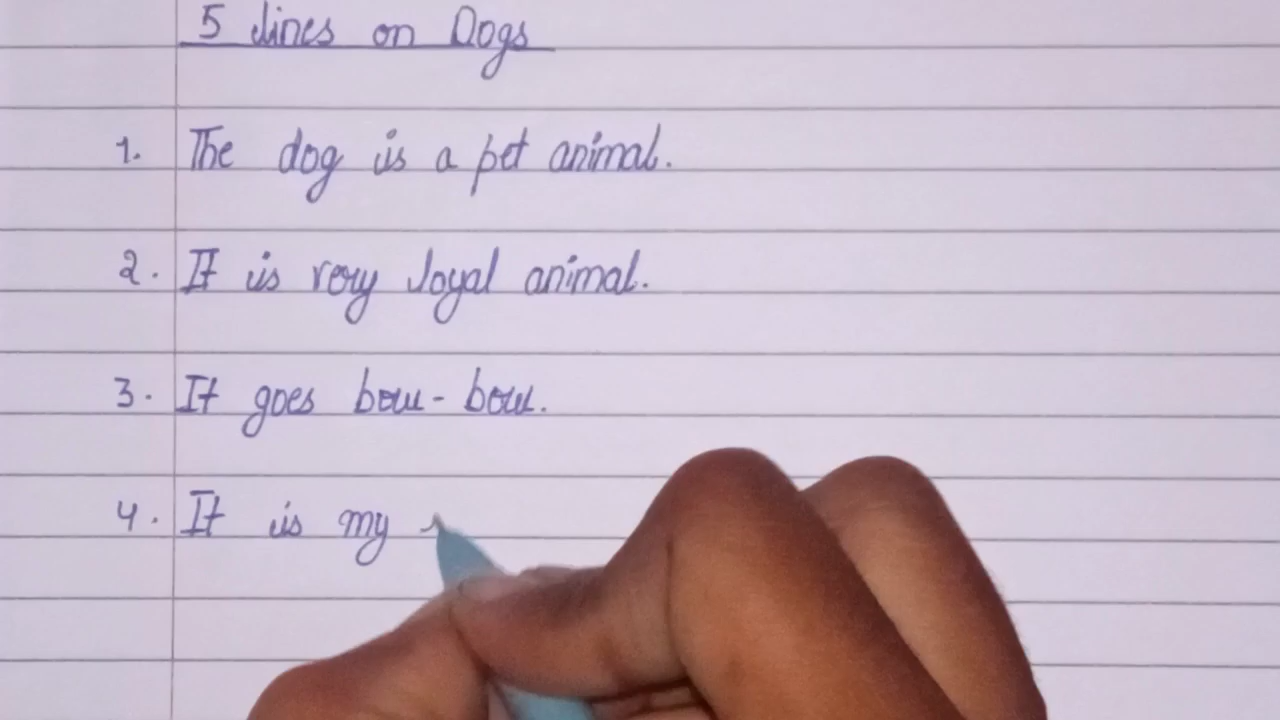 5 lines on Dogs
1. The dog is a pet animal.
2. It is very loyal animal.
3. It goes bow-bow.
4. It is my